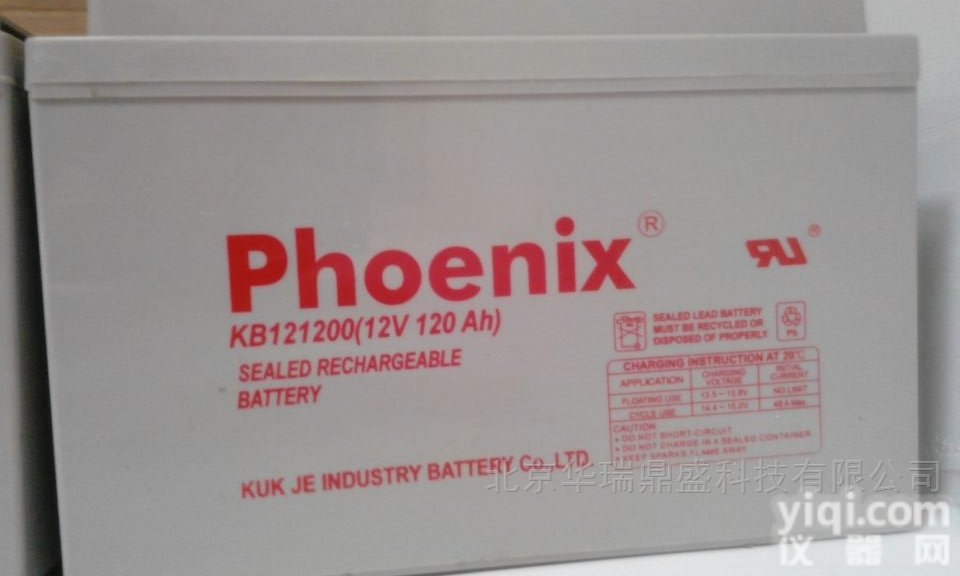 Phoenix®
KB121200(12V 120 Ah)
SEALED RECHARGEABLE
BATTERY
KUK JE INDUSTRY BATTERY Co.,LTD
RU®
SEALED LEAD BATTERY
MUST BE RECYCLED OR
DISPOSED OF PROPERLY.
Pb
CHARGING INSTRUCTION AT 20℃
APPLICATION CHARGING VOLTAGE INITIAL CURRENT
FLOATING USE 13.5~13.8V NO LIMIT
CYCLE USE 14.4~15.0V 48A Max.
CAUTION
• DO NOT SHORT-CIRCUIT
• DO NOT CHARGE IN A SEALED CONTAINER.
• KEEP SPARKS, FLAME AWAY.
北京华瑞鼎盛科技有限公司
yiqi.com
仪器网